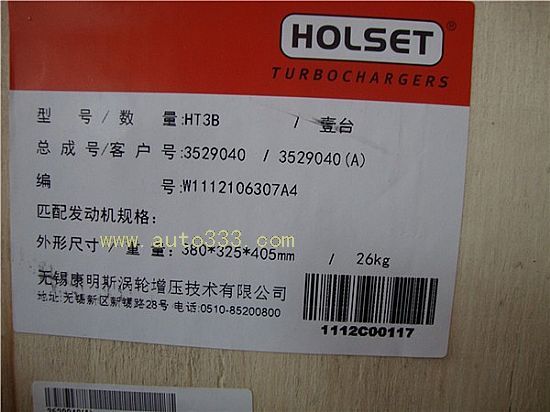 HOLSET
TURBOCHARGERS
型 号/数 量:HT3B / 壹台
总成号/客户号:3529040 / 3529040(A)
编 号:W1112106307A4
匹配发动机规格:
www.auto333.com
外形尺寸/重量:380*325*405mm / 26kg
无锡康明斯涡轮增压技术有限公司
地址:无锡新区新锡路28号 电话:0510-85200800
1112C00117